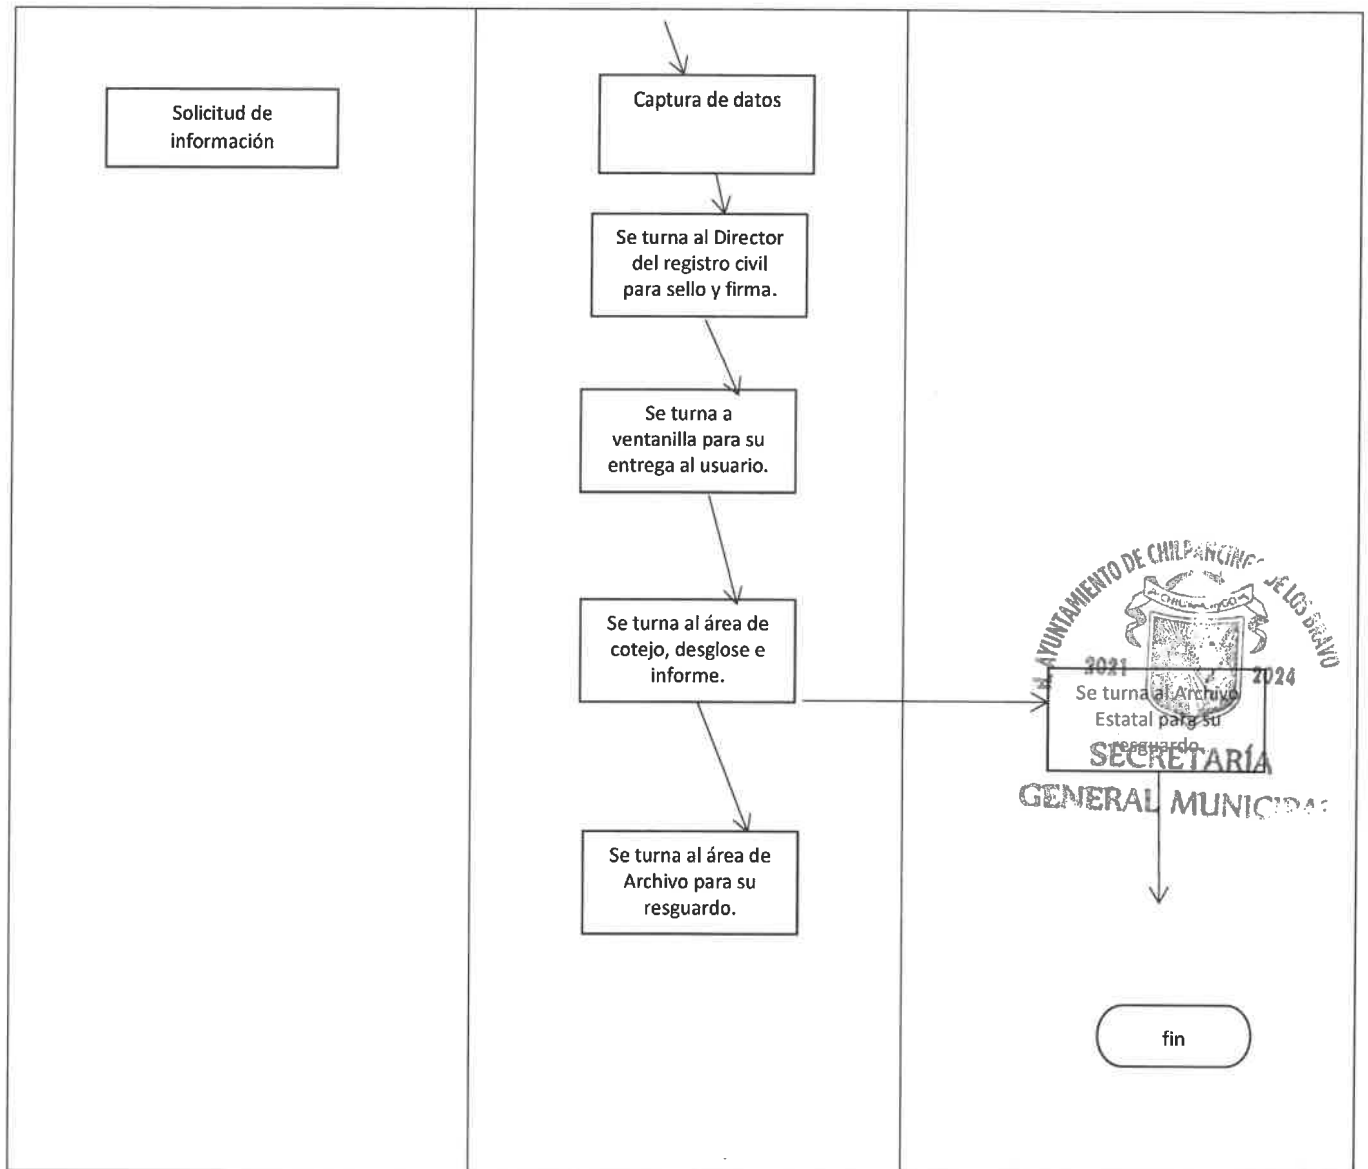 Solicitud de
información
Captura de datos
Se turna al Director
del registro civil
para sello y firma.
Se turna a
ventanilla para su
entrega al usuario.
Se turna al área de
cotejo, desglose e
informe.
Se turna al área de
Archivo para su
resguardo.
H. AYUNTAMIENTO DE CHILPANCINGO DE LOS BRAVO
2021
2024
Se turna al Archivo
Estatal para su
resguardo.
SECRETARÍA
GENERAL MUNICIPAL
fin